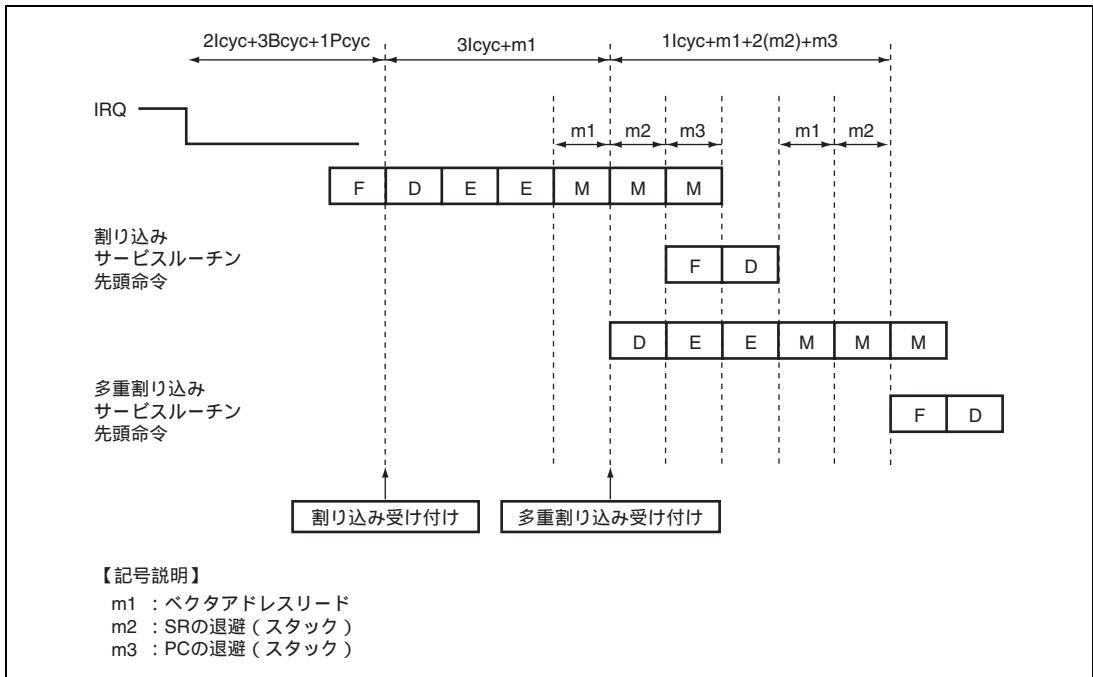 2Icyc+3Bcyc+1Pcyc 3Icyc+m1 1Icyc+m1+2(m2)+m3
IRQ
m1 m2 m3 m1 m2
F D E E M M M
割り込み
サービスルーチン
先頭命令
F D
D E E M M M
多重割り込み
サービスルーチン
先頭命令
F D
割り込み受け付け 多重割り込み受け付け
【記号説明】
m1 :ベクタアドレスリード
m2 :SRの退避(スタック)
m3 :PCの退避(スタック)